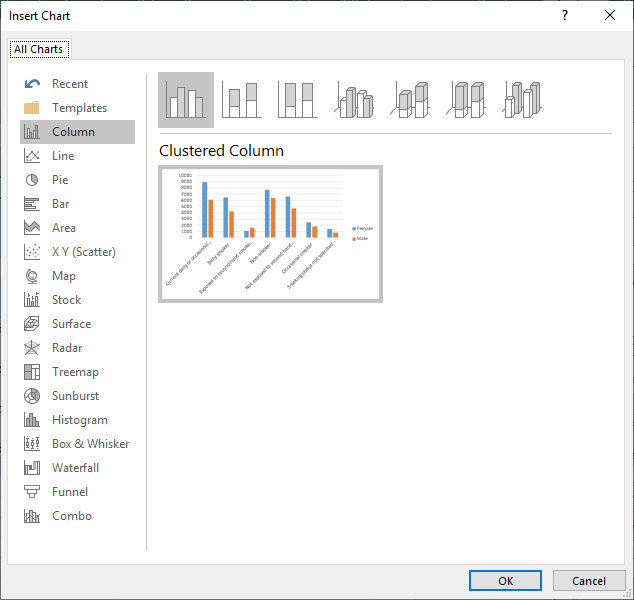 Insert Chart
?
All Charts
Recent
Templates
Column
Line
Pie
Bar
Area
X Y (Scatter)
Map
Stock
Surface
Radar
Treemap
Sunburst
Histogram
Box & Whisker
Waterfall
Funnel
Combo
Clustered Column
10000
9000
8000
7000
6000
5000
4000
3000
2000
1000
0
Current daily or occasional...
Daily smoker
Exposed to second-hand smoke...
Non-smoker
Not exposed to second-hand...
Occasional smoker
Smoking status not specified
Female
Male
OK
Cancel